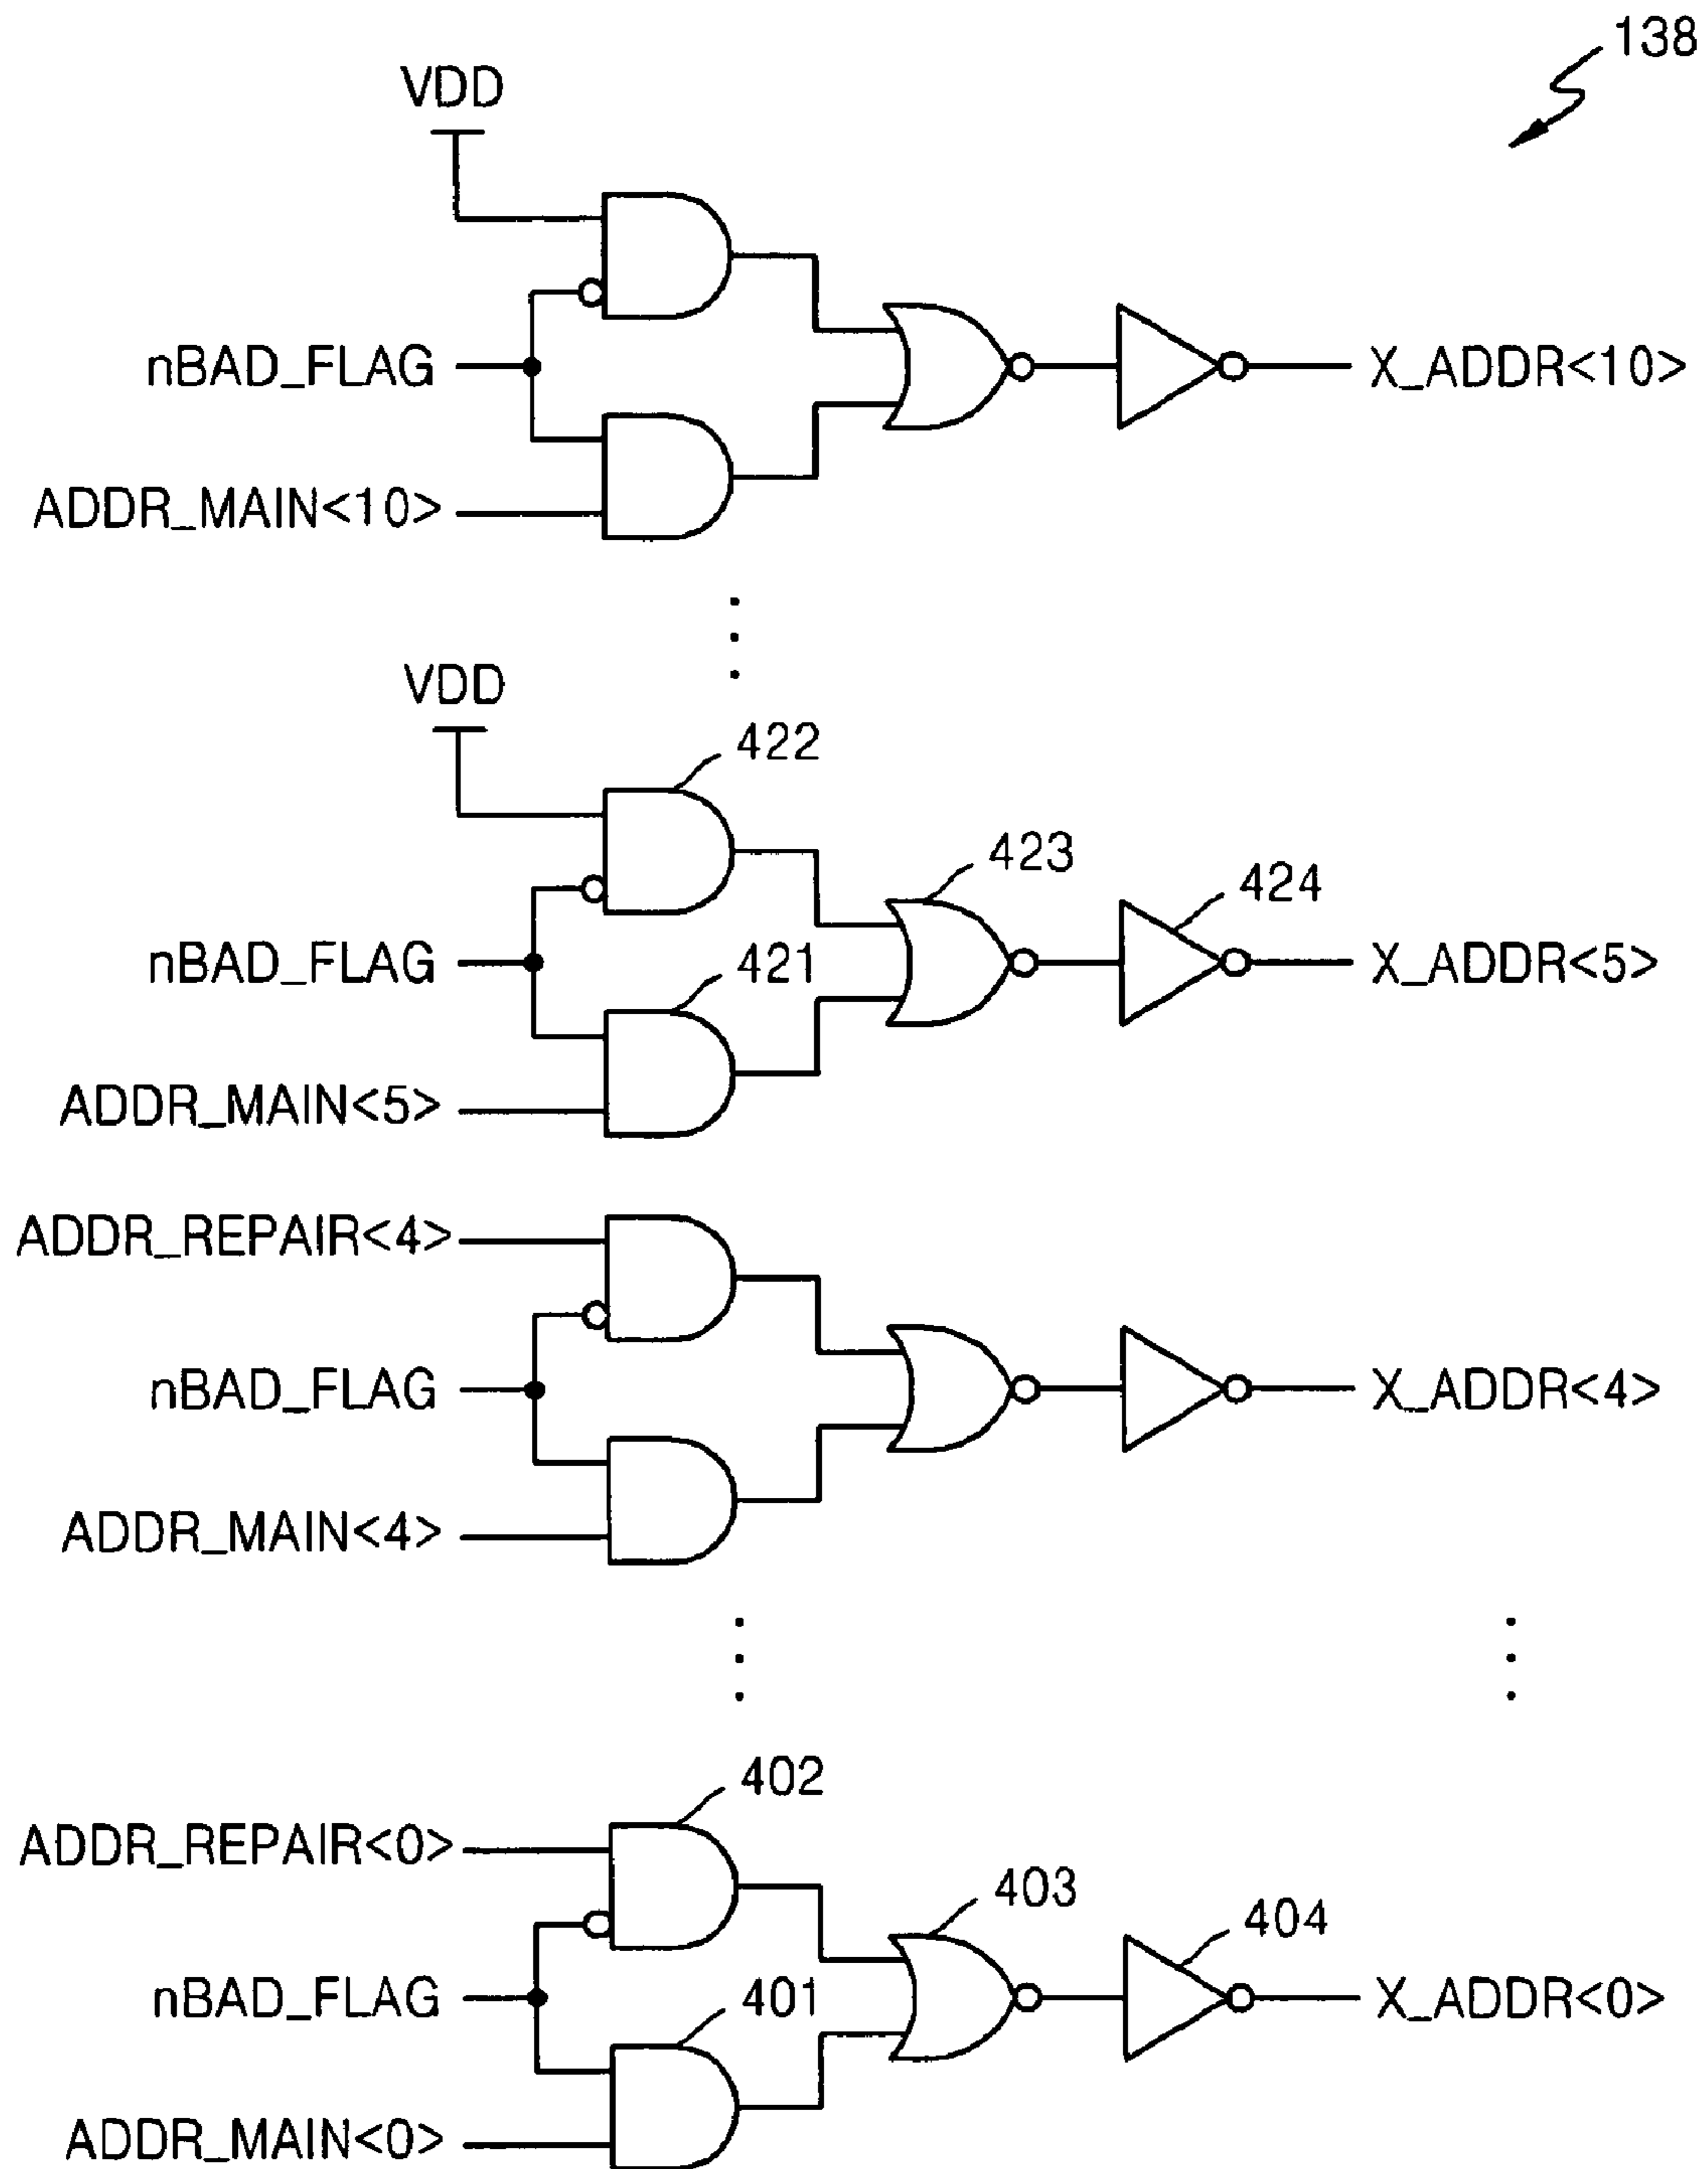 138
VDD
nBAD_FLAG
X_ADDR<10>
ADDR_MAIN<10>
VDD
422
423
424
nBAD_FLAG
421
X_ADDR<5>
ADDR_MAIN<5>
ADDR_REPAIR<4>
nBAD_FLAG
X_ADDR<4>
ADDR_MAIN<4>
402
ADDR_REPAIR<0>
403
404
nBAD_FLAG
401
X_ADDR<0>
ADDR_MAIN<0>